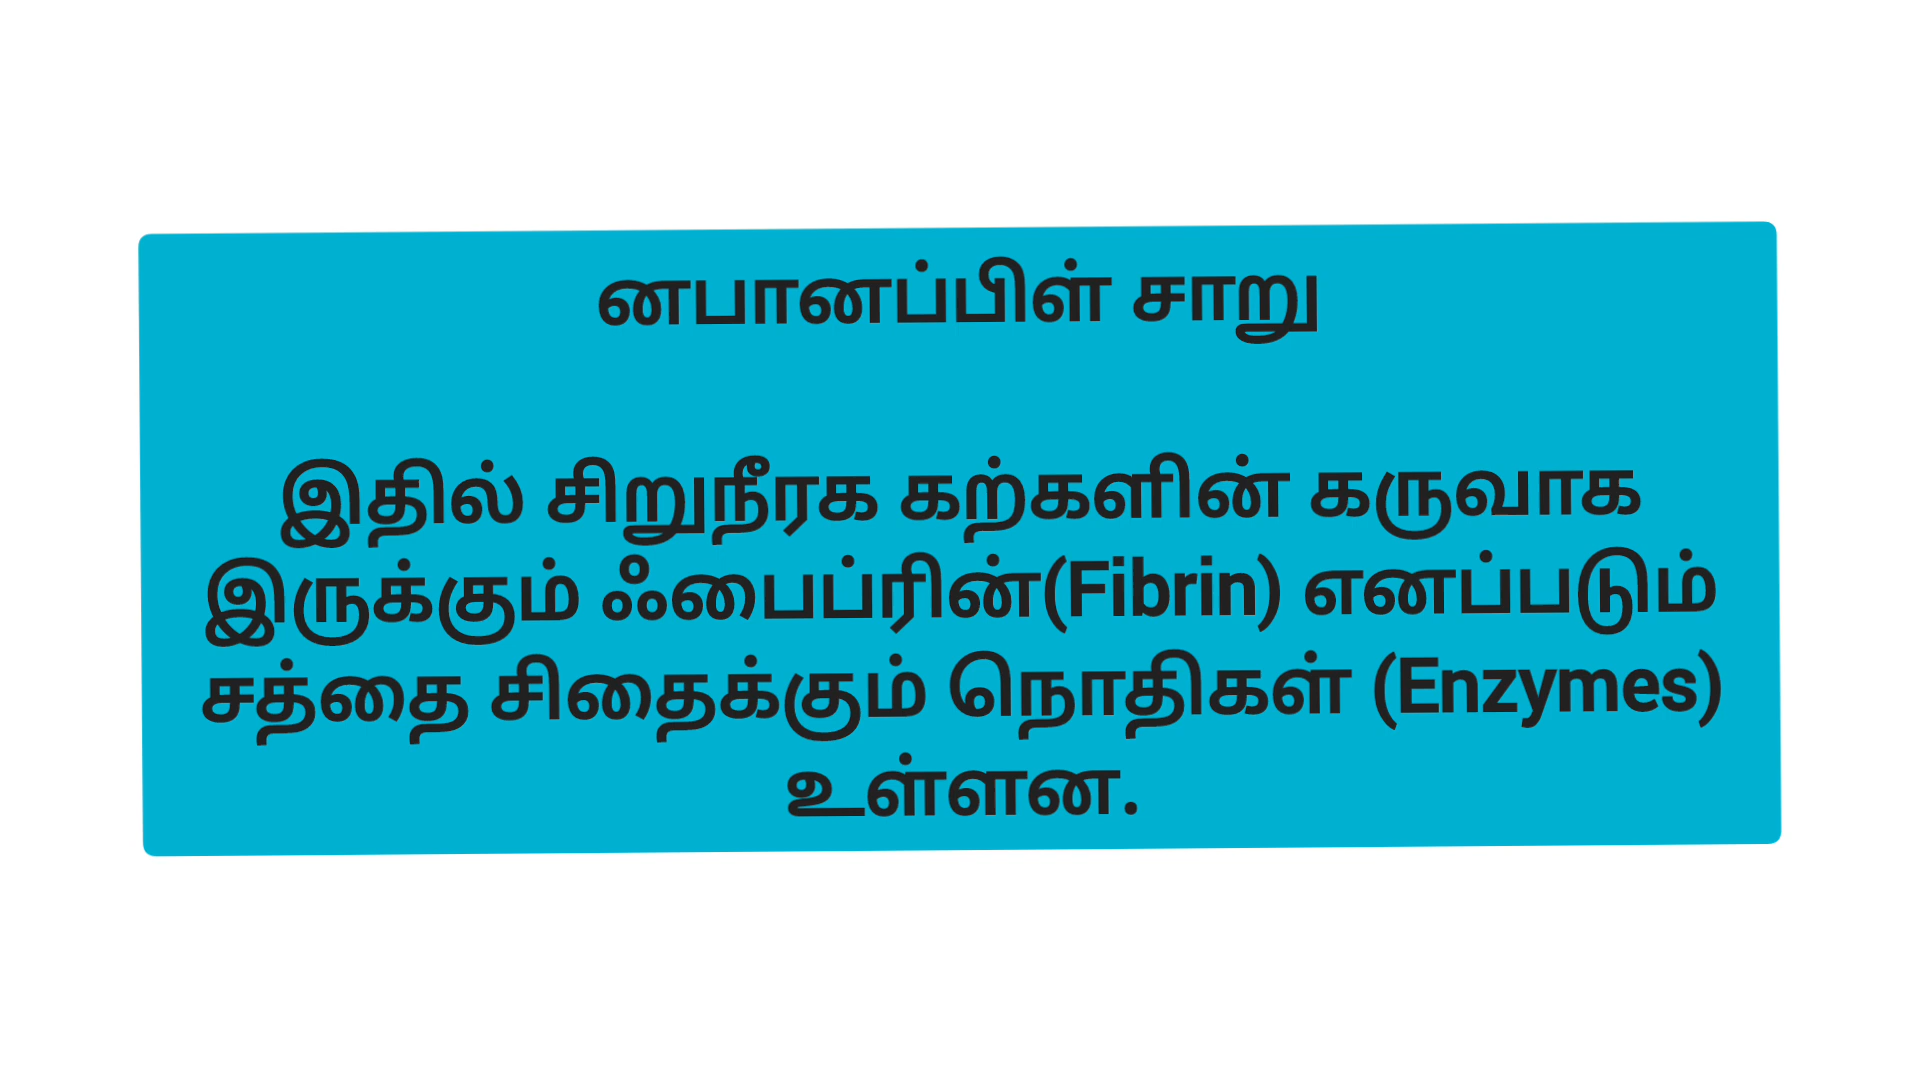 னபானப்பிள் சாறு
இதில் சிறுநீரக கற்களின் கருவாக
இருக்கும் ஃபைப்ரின்(Fibrin) எனப்படும்
சத்தை சிதைக்கும் நொதிகள் (Enzymes)
உள்ளன.